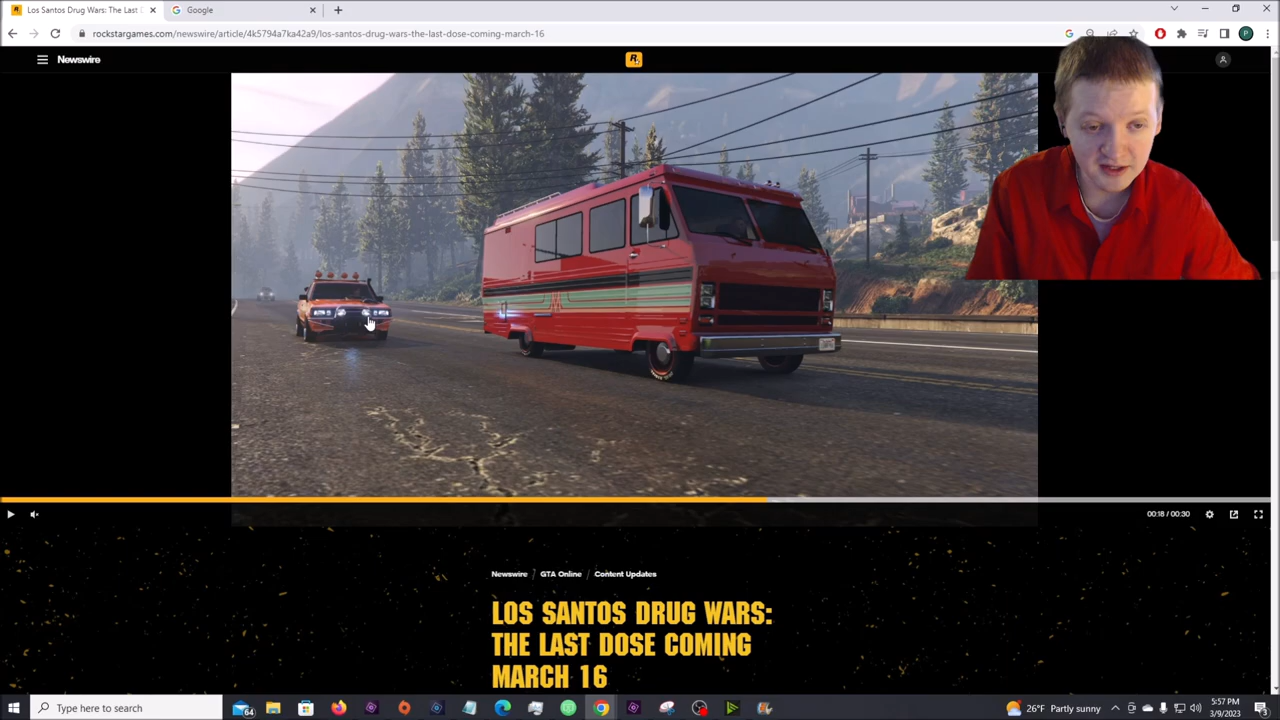 Los Santos Drug Wars: The Last D
Google
rockstargames.com/newswire/article/4k5794a7ka42a9/los-santos-drug-wars-the-last-dose-coming-march-16
P
Newswire
R
00:18 / 00:30
Newswire / GTA Online / Content Updates
LOS SANTOS DRUG WARS:
THE LAST DOSE COMING
MARCH 16
Type here to search
64
26°F Partly sunny
5:57 PM
3/9/2023